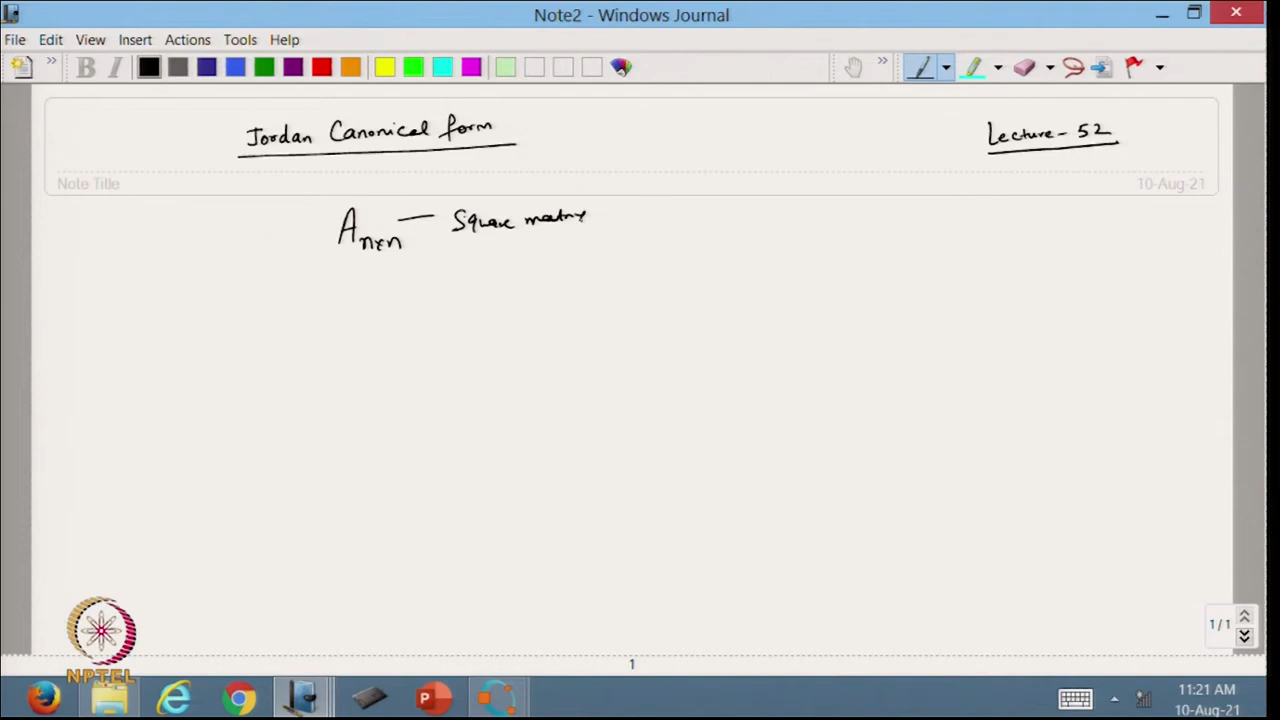 Note2 - Windows Journal
File Edit View Insert Actions Tools Help
B I
Jordan Canonical form
Lecture - 52
Note Title
10-Aug-21
A n×n — Square matrix
1 / 1
NPTEL
1
11:21 AM
10-Aug-21